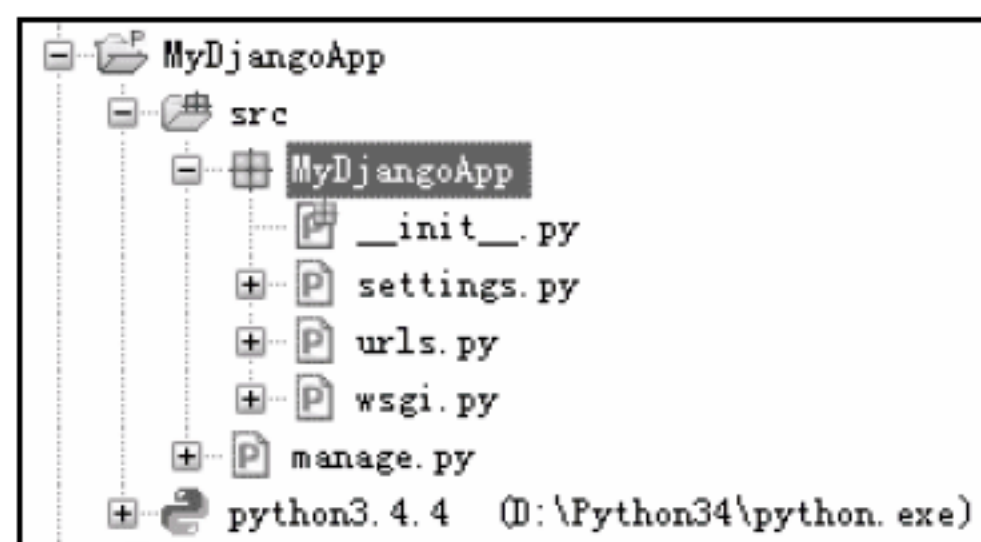 MyDjangoApp
src
MyDjangoApp
__init__.py
settings.py
urls.py
wsgi.py
manage.py
python3.4.4 (D:\Python34\python.exe)